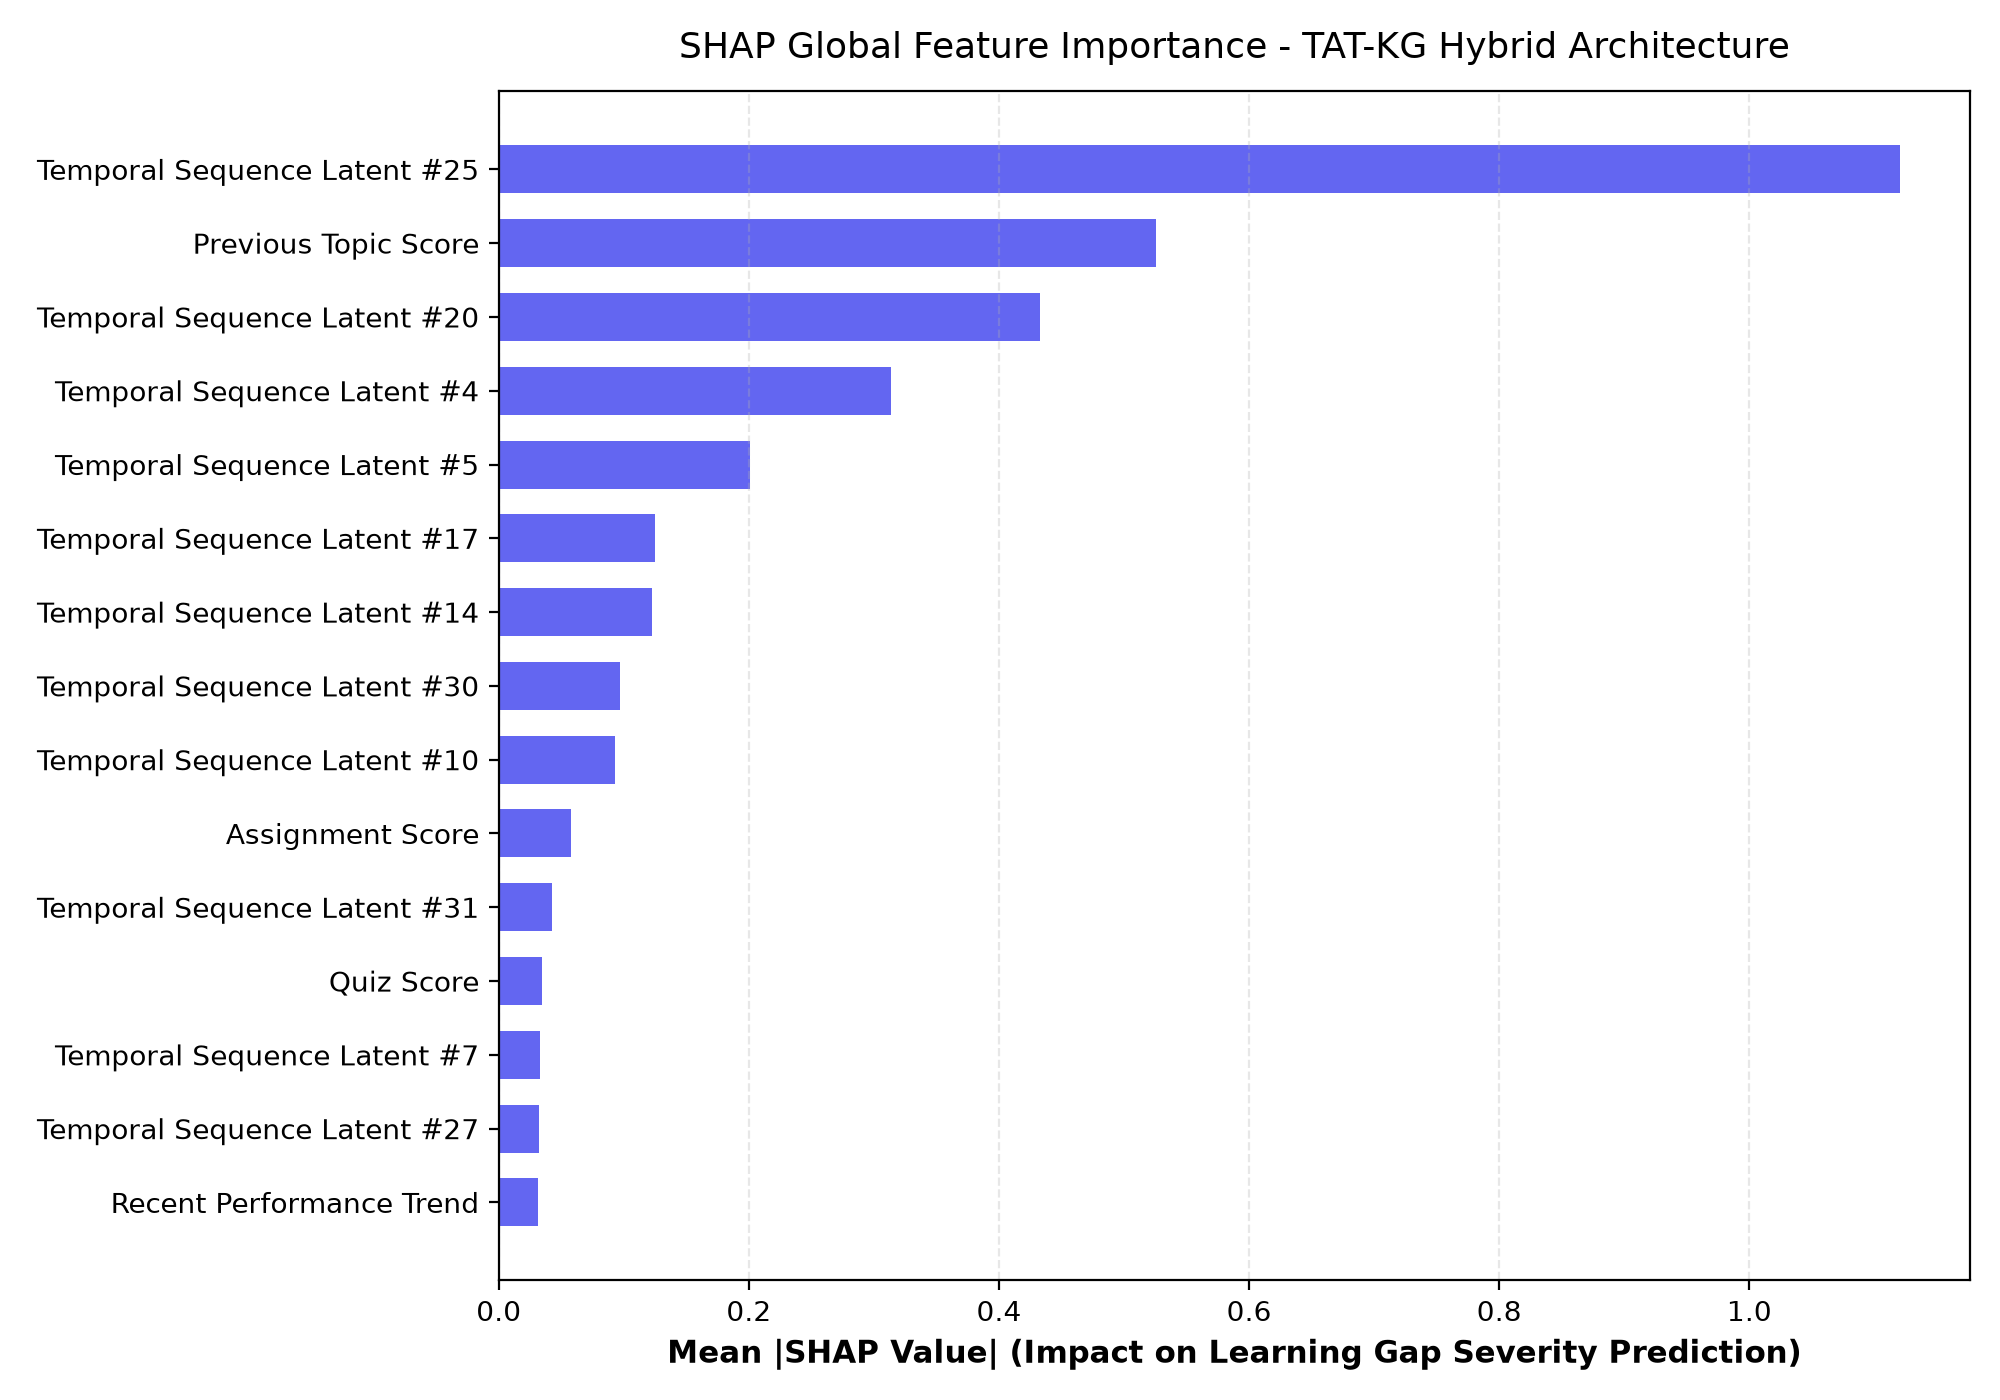 SHAP Global Feature Importance - TAT-KG Hybrid Architecture
Temporal Sequence Latent #25
Previous Topic Score
Temporal Sequence Latent #20
Temporal Sequence Latent #4
Temporal Sequence Latent #5
Temporal Sequence Latent #17
Temporal Sequence Latent #14
Temporal Sequence Latent #30
Temporal Sequence Latent #10
Assignment Score
Temporal Sequence Latent #31
Quiz Score
Temporal Sequence Latent #7
Temporal Sequence Latent #27
Recent Performance Trend
0.0 0.2 0.4 0.6 0.8 1.0
Mean |SHAP Value| (Impact on Learning Gap Severity Prediction)